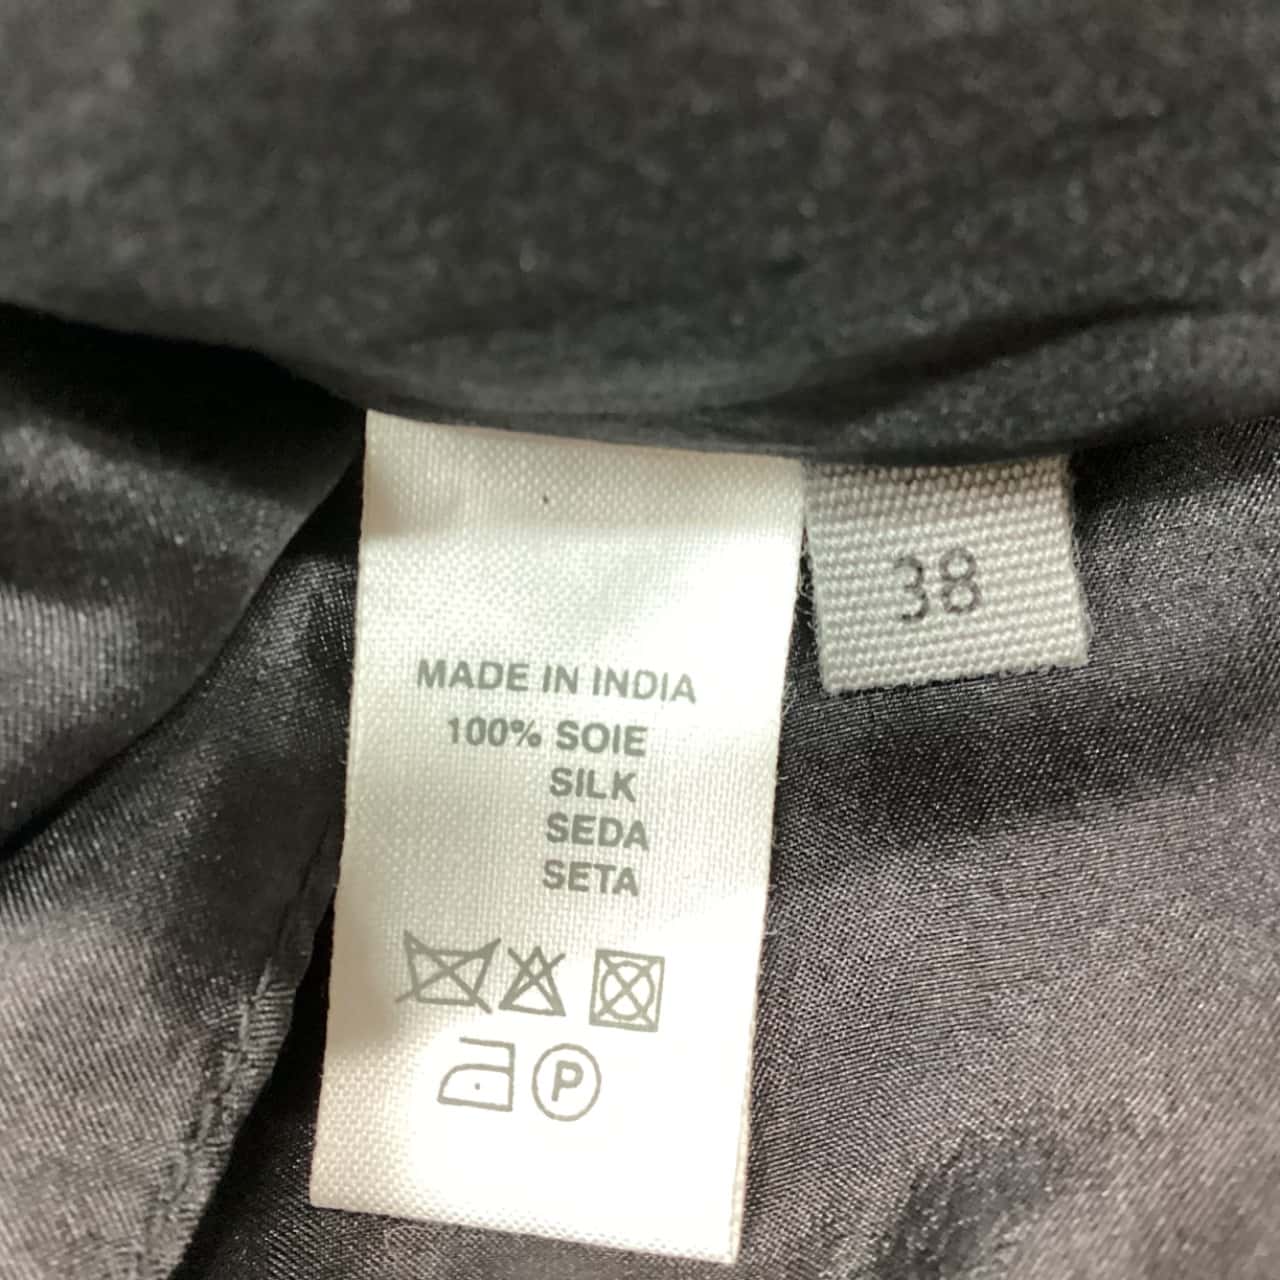 38
MADE IN INDIA
100% SOIE
SILK
SEDA
SETA
P